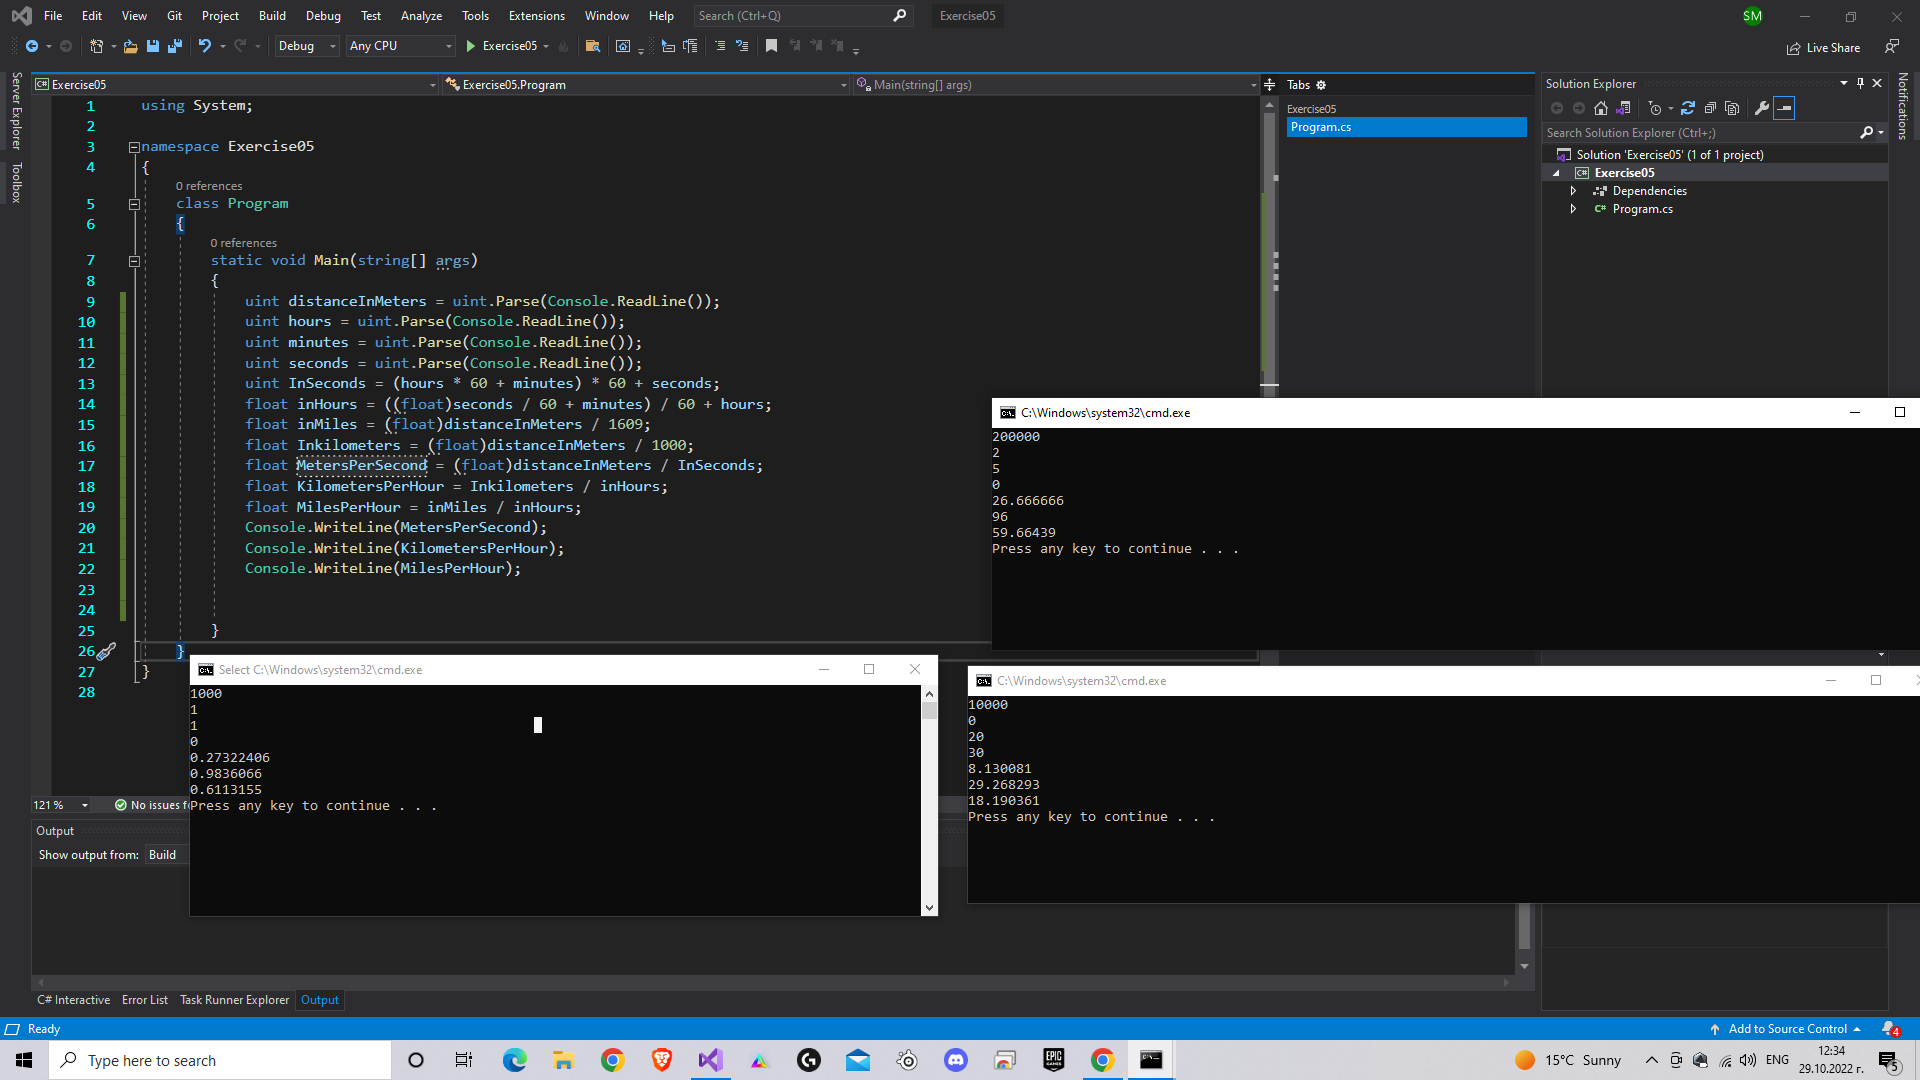 File Edit View Git Project Build Debug Test Analyze Tools Extensions Window Help Search (Ctrl+Q) Exercise05 SM
Debug Any CPU Exercise05 Live Share
Server Explorer
Toolbox
Exercise05 Exercise05.Program Main(string[] args)
1 using System;
2
3 namespace Exercise05
4 {
0 references
5 class Program
6 {
0 references
7 static void Main(string[] args)
8 {
9 uint distanceInMeters = uint.Parse(Console.ReadLine());
10 uint hours = uint.Parse(Console.ReadLine());
11 uint minutes = uint.Parse(Console.ReadLine());
12 uint seconds = uint.Parse(Console.ReadLine());
13 uint InSeconds = (hours * 60 + minutes) * 60 + seconds;
14 float inHours = ((float)seconds / 60 + minutes) / 60 + hours;
15 float inMiles = (float)distanceInMeters / 1609;
16 float Inkilometers = (float)distanceInMeters / 1000;
17 float MetersPerSecond = (float)distanceInMeters / InSeconds;
18 float KilometersPerHour = Inkilometers / inHours;
19 float MilesPerHour = inMiles / inHours;
20 Console.WriteLine(MetersPerSecond);
21 Console.WriteLine(KilometersPerHour);
22 Console.WriteLine(MilesPerHour);
23
24
25 }
26 }
27 }
28
Tabs
Exercise05
Program.cs
Solution Explorer
Search Solution Explorer (Ctrl+;)
Solution 'Exercise05' (1 of 1 project)
Exercise05
Dependencies
Program.cs
Notifications
C:\Windows\system32\cmd.exe
200000
2
5
0
26.666666
96
59.66439
Press any key to continue . . .
Select C:\Windows\system32\cmd.exe
1000
1
1
0
0.27322406
0.9836066
0.6113155
Press any key to continue . . .
C:\Windows\system32\cmd.exe
10000
0
20
30
8.130081
29.268293
18.190361
Press any key to continue . . .
121 % No issues f
Output
Show output from: Build
C# Interactive Error List Task Runner Explorer Output
Ready Add to Source Control 4
Type here to search EPIC GAMES 15°C Sunny ENG 12:34
29.10.2022 г. 5